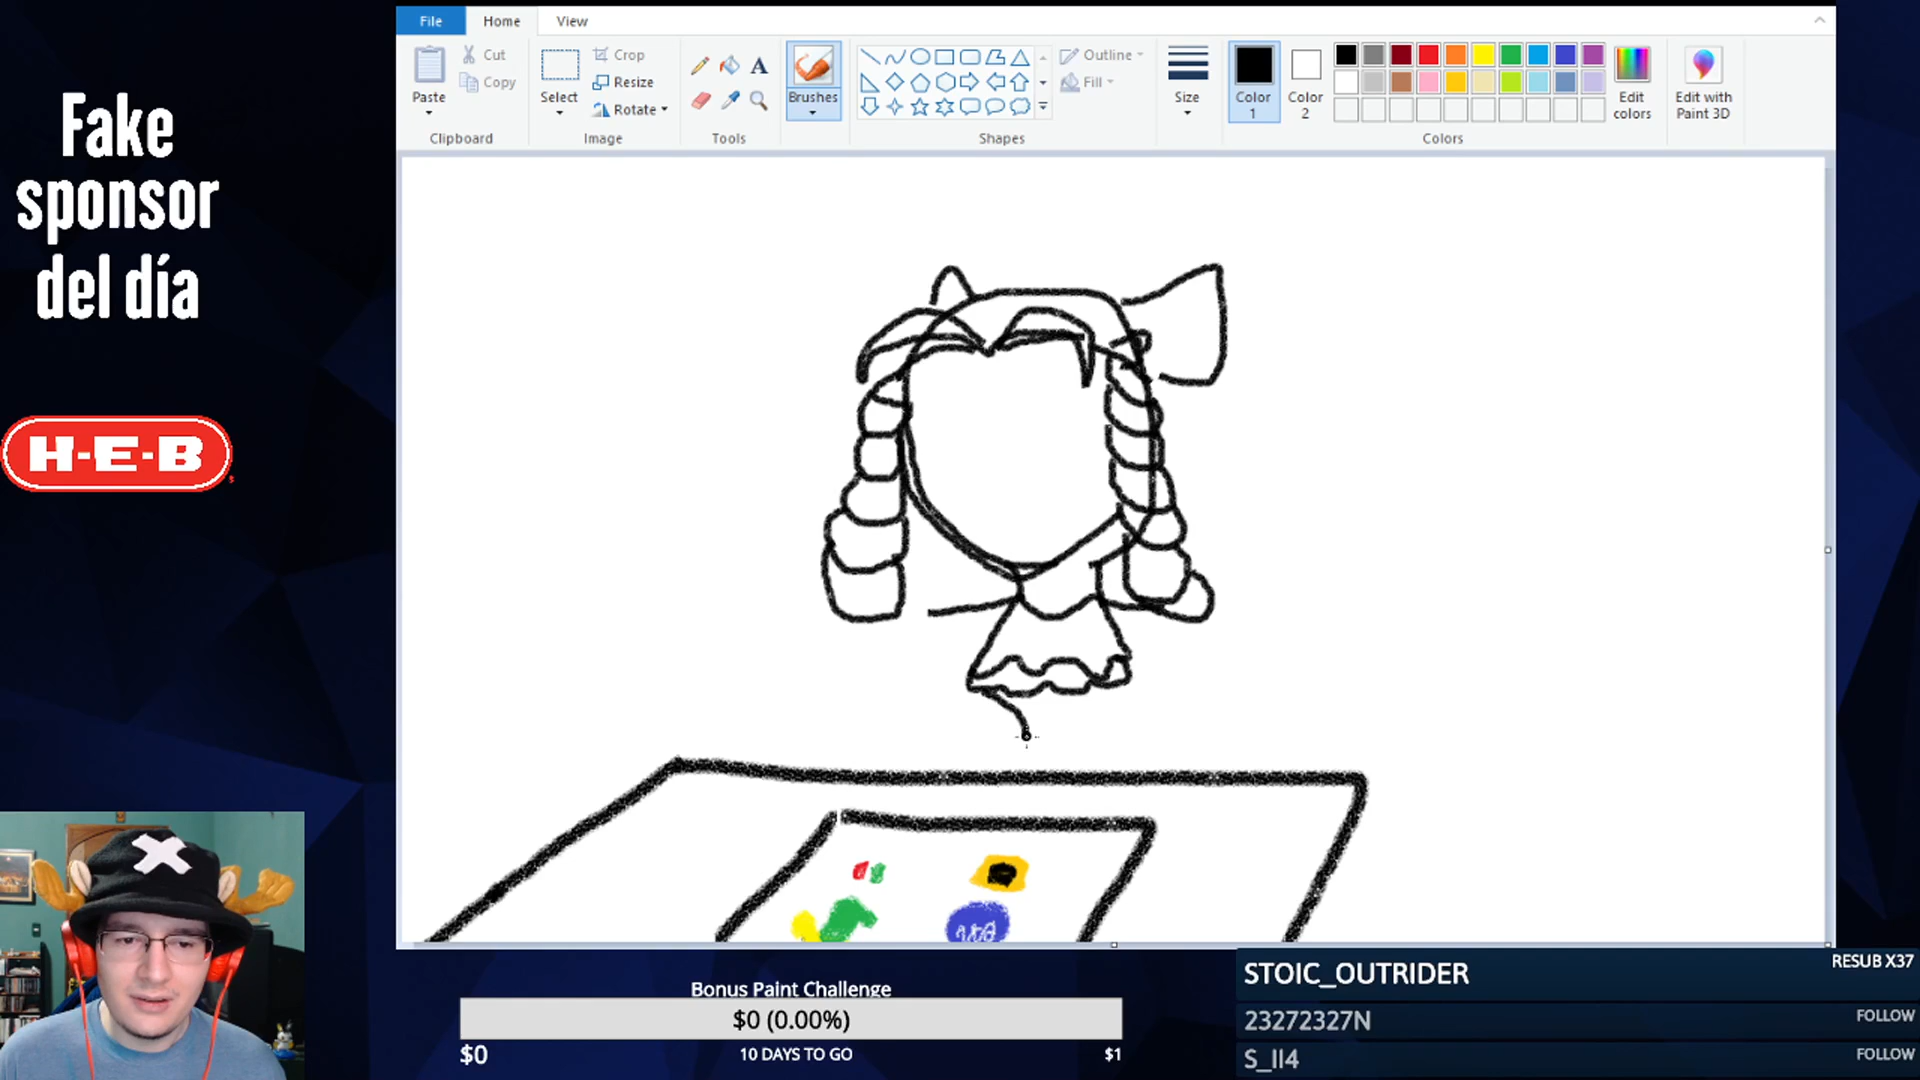 File Home View
Paste
Cut
Copy
Clipboard
Select
Crop
Resize
Rotate
Image
A
Tools
Brushes
Shapes
Outline
Fill
Size
Color
1
Color
2
Edit
colors
Edit with
Paint 3D
Colors
Fake
sponsor
del día
H-E-B
Bonus Paint Challenge
$0 (0.00%)
$0 10 DAYS TO GO $1
STOIC_OUTRIDER RESUB X37
23272327N FOLLOW
S_II4 FOLLOW